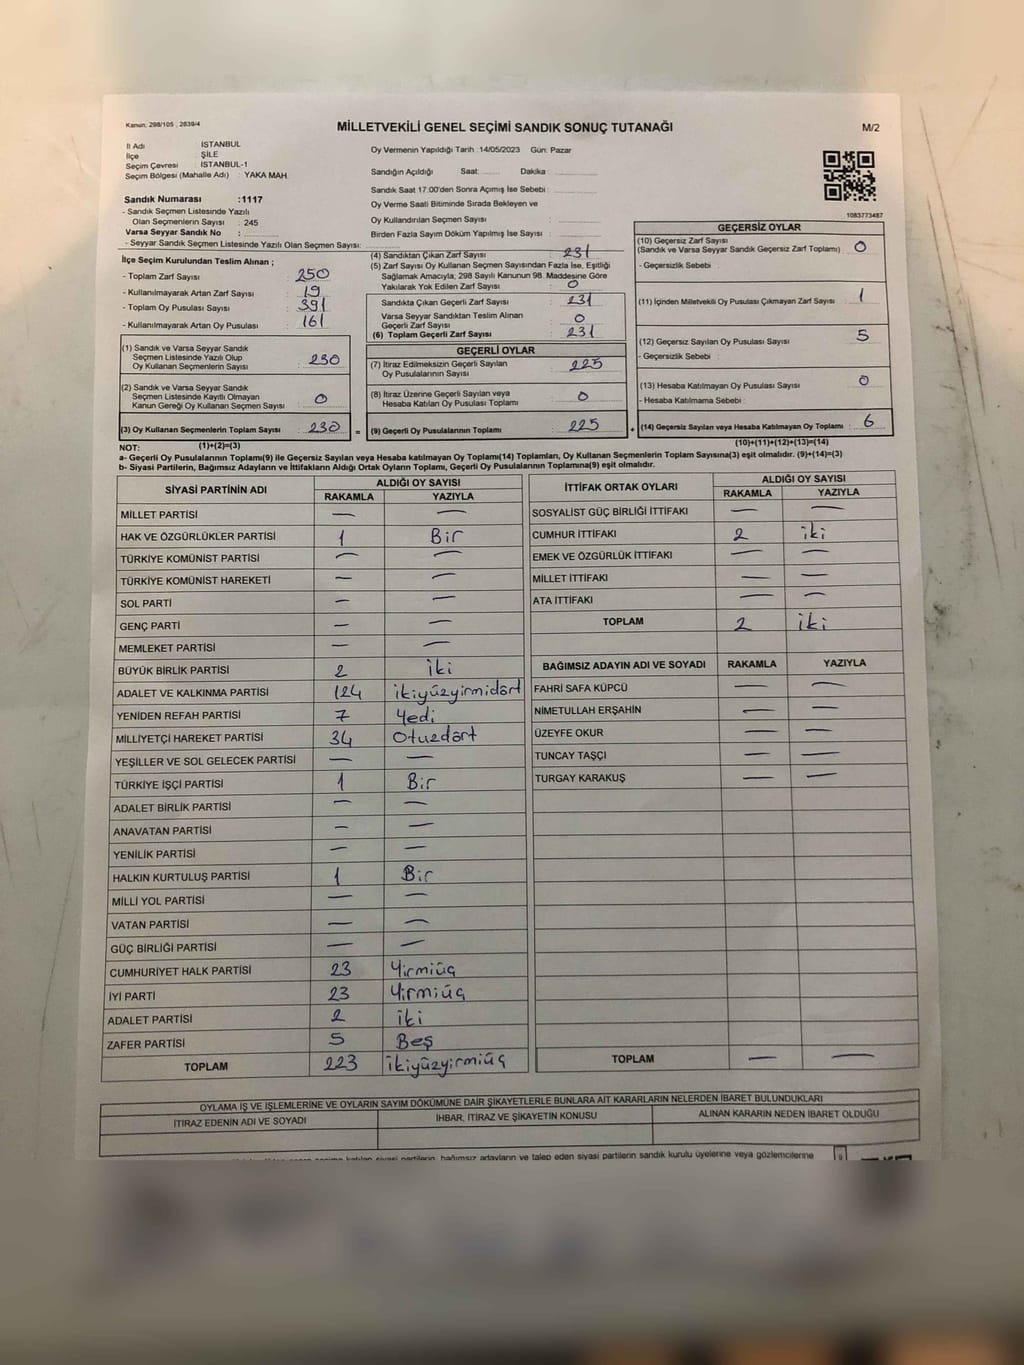 Kanun, 298/105 , 2839/4
MİLLETVEKİLİ GENEL SEÇİMİ SANDIK SONUÇ TUTANAĞI
M/2
İl Adı İSTANBUL
İlçe ŞİLE
Seçim Çevresi İSTANBUL-1
Seçim Bölgesi (Mahalle Adı) : YAKA MAH.
Sandık Numarası :1117
- Sandık Seçmen Listesinde Yazılı
Olan Seçmenlerin Sayısı : 245
Varsa Seyyar Sandık No :
- Seyyar Sandık Seçmen Listesinde Yazılı Olan Seçmen Sayısı:
Oy Vermenin Yapıldığı Tarih : 14/05/2023 Gün: Pazar
Sandığın Açıldığı Saat: Dakika :
Sandık Saat 17:00'den Sonra Açımış İse Sebebi :
Oy Verme Saati Bitiminde Sırada Bekleyen ve
Oy Kullandırılan Seçmen Sayısı :
Birden Fazla Sayım Döküm Yapılmış İse Sayısı :
1083773487
İlçe Seçim Kurulundan Teslim Alınan ;
- Toplam Zarf Sayısı : 250
- Kullanılmayarak Artan Zarf Sayısı : 19
- Toplam Oy Pusulası Sayısı : 391
- Kullanılmayarak Artan Oy Pusulası : 161
(1) Sandık ve Varsa Seyyar Sandık
Seçmen Listesinde Yazılı Olup
Oy Kullanan Seçmenlerin Sayısı : 230
(2) Sandık ve Varsa Seyyar Sandık
Seçmen Listesinde Kayıtlı Olmayan
Kanun Gereği Oy Kullanan Seçmen Sayısı : 0
(3) Oy Kullanan Seçmenlerin Toplam Sayısı : 230 =
(4) Sandıktan Çıkan Zarf Sayısı : 231
(5) Zarf Sayısı Oy Kullanan Seçmen Sayısından Fazla İse, Eşitliği
Sağlamak Amacıyla, 298 Sayılı Kanunun 98. Maddesine Göre
Yakılarak Yok Edilen Zarf Sayısı : 0
Sandıkta Çıkan Geçerli Zarf Sayısı : 231
Varsa Seyyar Sandıktan Teslim Alınan
Geçerli Zarf Sayısı : 0
(6) Toplam Geçerli Zarf Sayısı : 231
GEÇERLİ OYLAR
(7) İtiraz Edilmeksizin Geçerli Sayılan
Oy Pusulalarının Sayısı : 225
(8) İtiraz Üzerine Geçerli Sayılan veya
Hesaba Katılan Oy Pusulası Toplamı : 0
(9) Geçerli Oy Pusulalarının Toplamı : 225 +
GEÇERSİZ OYLAR
(10) Geçersiz Zarf Sayısı
(Sandık ve Varsa Seyyar Sandık Geçersiz Zarf Toplamı) : 0
- Geçersizlik Sebebi :
(11) İçinden Milletvekili Oy Pusulası Çıkmayan Zarf Sayısı : 1
(12) Geçersiz Sayılan Oy Pusulası Sayısı : 5
- Geçersizlik Sebebi :
(13) Hesaba Katılmayan Oy Pusulası Sayısı : 0
- Hesaba Katılmama Sebebi :
(14) Geçersiz Sayılan veya Hesaba Katılmayan Oy Toplamı : 6
NOT: (1)+(2)=(3)
(10)+(11)+(12)+(13)=(14)
a- Geçerli Oy Pusulalarının Toplamı(9) ile Geçersiz Sayılan veya Hesaba Katılmayan Oy Toplamı(14) Toplamları, Oy Kullanan Seçmenlerin Toplam Sayısına(3) eşit olmalıdır. (9)+(14)=(3)
b- Siyasi Partilerin, Bağımsız Adayların ve İttifakların Aldığı Ortak Oyların Toplamı, Geçerli Oy Pusulalarının Toplamına(9) eşit olmalıdır.
SİYASİ PARTİNİN ADI ALDIĞI OY SAYISI
RAKAMLA YAZIYLA
MİLLET PARTİSİ — —
HAK VE ÖZGÜRLÜKLER PARTİSİ 1 Bir
TÜRKİYE KOMÜNİST PARTİSİ — —
TÜRKİYE KOMÜNİST HAREKETİ — —
SOL PARTİ — —
GENÇ PARTİ — —
MEMLEKET PARTİSİ — —
BÜYÜK BİRLİK PARTİSİ 2 iki
ADALET VE KALKINMA PARTİSİ 124 ikiyüzyirmidört
YENİDEN REFAH PARTİSİ 7 Yedi
MİLLİYETÇİ HAREKET PARTİSİ 34 Otuzdört
YEŞİLLER VE SOL GELECEK PARTİSİ — —
TÜRKİYE İŞÇİ PARTİSİ 1 Bir
ADALET BİRLİK PARTİSİ — —
ANAVATAN PARTİSİ — —
YENİLİK PARTİSİ — —
HALKIN KURTULUŞ PARTİSİ 1 Bir
MİLLİ YOL PARTİSİ — —
VATAN PARTİSİ — —
GÜÇ BİRLİĞİ PARTİSİ — —
CUMHURİYET HALK PARTİSİ 23 Yirmiüç
İYİ PARTİ 23 Yirmiüç
ADALET PARTİSİ 2 iki
ZAFER PARTİSİ 5 Beş
TOPLAM 223 ikiyüzyirmiüç
İTTİFAK ORTAK OYLARI ALDIĞI OY SAYISI
RAKAMLA YAZIYLA
SOSYALİST GÜÇ BİRLİĞİ İTTİFAKI — —
CUMHUR İTTİFAKI 2 iki
EMEK VE ÖZGÜRLÜK İTTİFAKI — —
MİLLET İTTİFAKI — —
ATA İTTİFAKI — —
TOPLAM 2 iki
BAĞIMSIZ ADAYIN ADI VE SOYADI RAKAMLA YAZIYLA
FAHRİ SAFA KÜPCÜ — —
NİMETULLAH ERŞAHİN — —
ÜZEYFE OKUR — —
TUNCAY TAŞÇI — —
TURGAY KARAKUŞ — —
TOPLAM — —
OYLAMA İŞ VE İŞLEMLERİNE VE OYLARIN SAYIM DÖKÜMÜNE DAİR ŞİKAYETLERLE BUNLARA AİT KARARLARIN NELERDEN İBARET BULUNDUKLARI
İTİRAZ EDENİN ADI VE SOYADI İHBAR, İTİRAZ VE ŞİKAYETİN KONUSU ALINAN KARARIN NEDEN İBARET OLDUĞU
katılan siyasi partilerin, bağımsız adayların ve talep eden siyasi partilerin sandık kurulu üyelerine veya gözlemcilerine